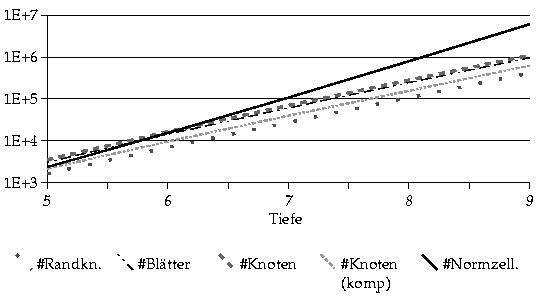 1E+7
1E+6
1E+5
1E+4
1E+3
5 6 7 8 9
Tiefe
#Randkn. #Blätter #Knoten #Knoten #Normzell.
(komp)